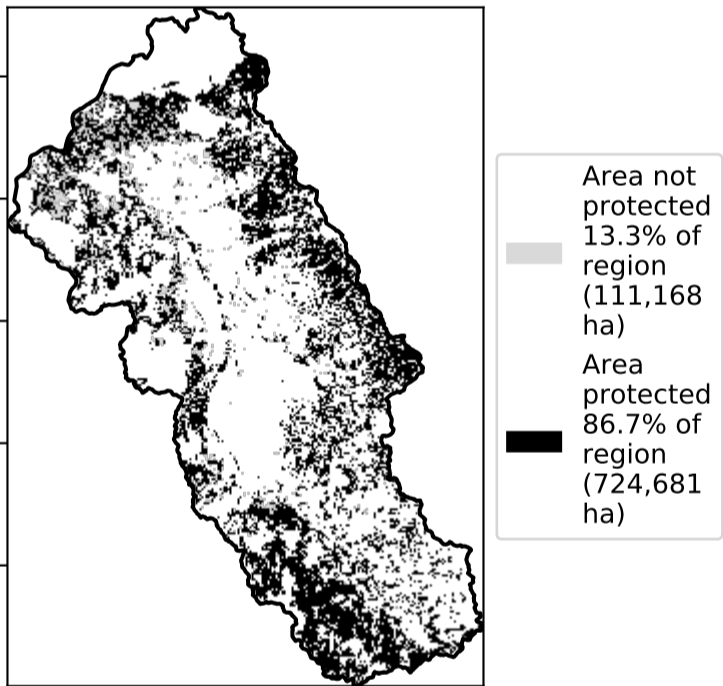 Area not
protected
13.3% of
region
(111,168
ha)
Area
protected
86.7% of
region
(724,681
ha)